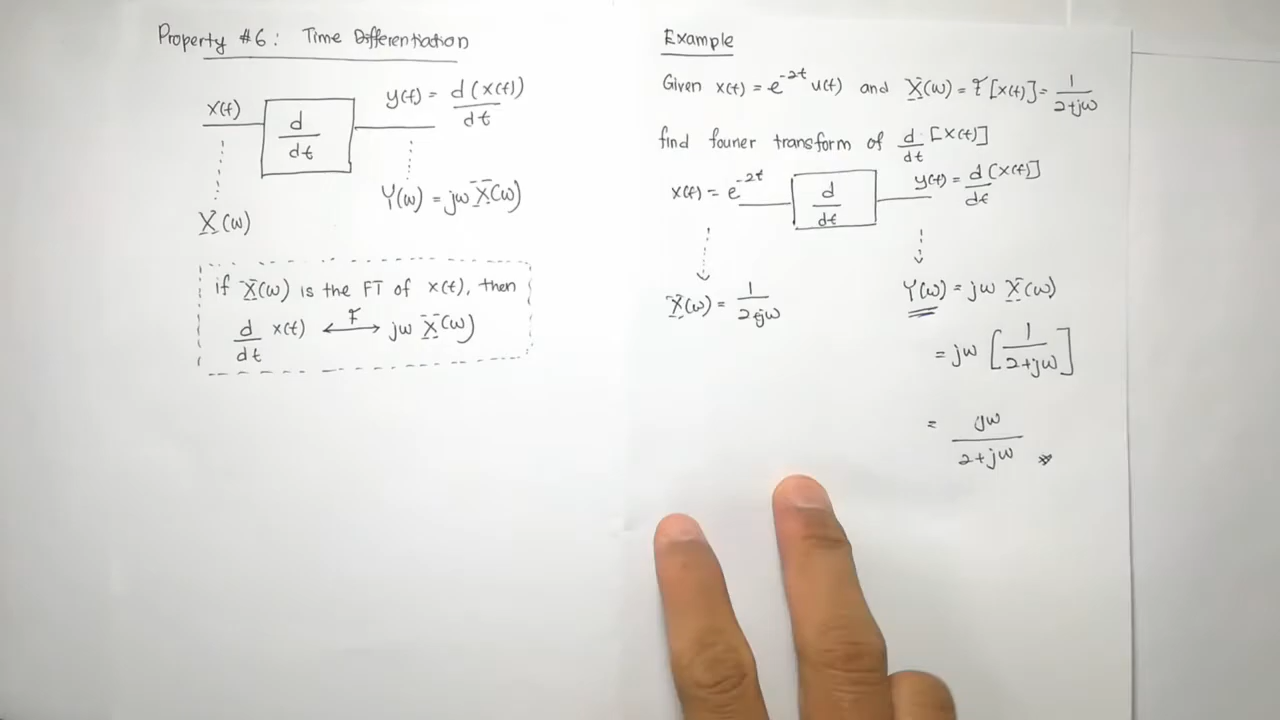 Property #6: Time Differentiation
x(t)
d/dt
y(t) = d(x(t))/dt
X(ω)
Y(ω) = jω X(ω)
if X(ω) is the FT of x(t), then
d/dt x(t) ⟷ F jω X(ω)
Example
Given x(t) = e^-2t u(t) and X(ω) = F[x(t)] = 1/2+jω
find fourier transform of d/dt [x(t)]
x(t) = e^-2t
d/dt
y(t) = d[x(t)]/dt
X(ω) = 1/2+jω
Y(ω) = jω X(ω)
= jω [1/2+jω]
= jω/2+jω